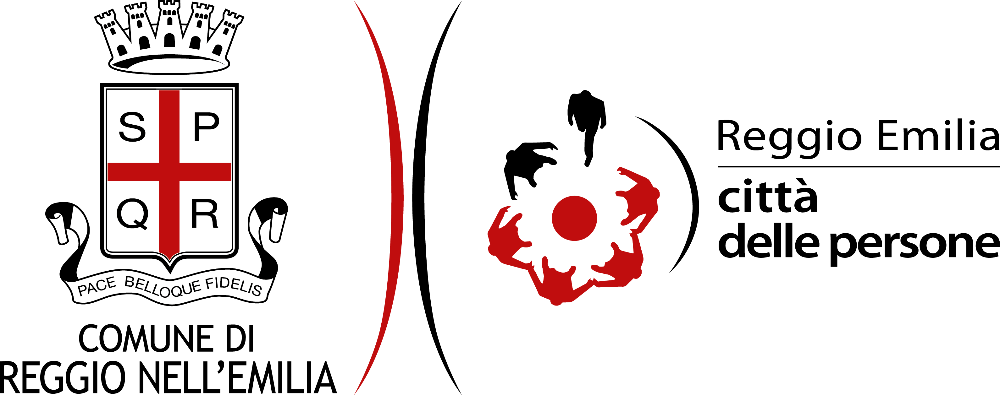 S P
Q R
PACE BELLOQUE FIDELIS
COMUNE DI
REGGIO NELL'EMILIA
Reggio Emilia
città
delle persone